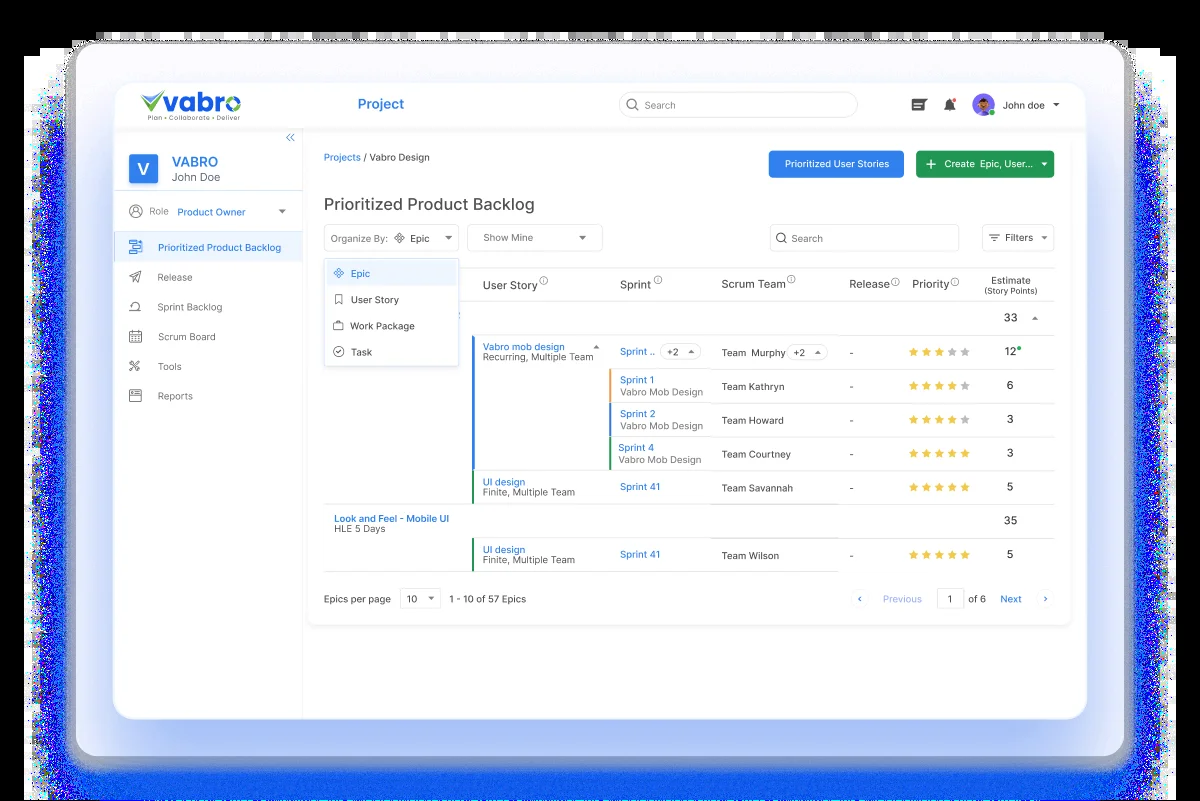 vabro
Plan • Collaborate • Deliver
Project
Search
John doe
V
VABRO
John Doe
Role Product Owner
Prioritized Product Backlog
Release
Sprint Backlog
Scrum Board
Tools
Reports
Projects / Vabro Design
Prioritized User Stories
+ Create Epic, User...
Prioritized Product Backlog
Organize By: Epic
Show Mine
Search
Filters
Epic
User Story
Work Package
Task
User Story
Sprint
Scrum Team
Release
Priority
Estimate
(Story Points)
33
Vabro mob design
Recurring, Multiple Team
Sprint ..
+2
Team Murphy
+2
-
12
Sprint 1
Vabro Mob Design
Team Kathryn
-
6
Sprint 2
Vabro Mob Design
Team Howard
-
3
Sprint 4
Vabro Mob Design
Team Courtney
-
3
UI design
Finite, Multiple Team
Sprint 41
Team Savannah
-
5
Look and Feel - Mobile UI
HLE 5 Days
35
UI design
Finite, Multiple Team
Sprint 41
Team Wilson
-
5
Epics per page 10 1 - 10 of 57 Epics
Previous 1 of 6 Next